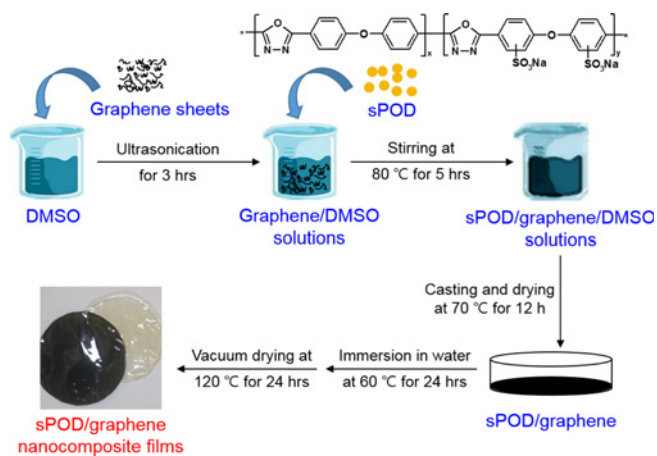 O
N-N
O
x
O
N-N
O
y
SO3Na
SO3Na
Graphene sheets
sPOD
Ultrasonication
for 3 hrs
Stirring at
80 ℃ for 5 hrs
DMSO
Graphene/DMSO
solutions
sPOD/graphene/DMSO
solutions
Casting and drying
at 70 ℃ for 12 h
Vacuum drying at
120 ℃ for 24 hrs
Immersion in water
at 60 ℃ for 24 hrs
sPOD/graphene
sPOD/graphene
nanocomposite films